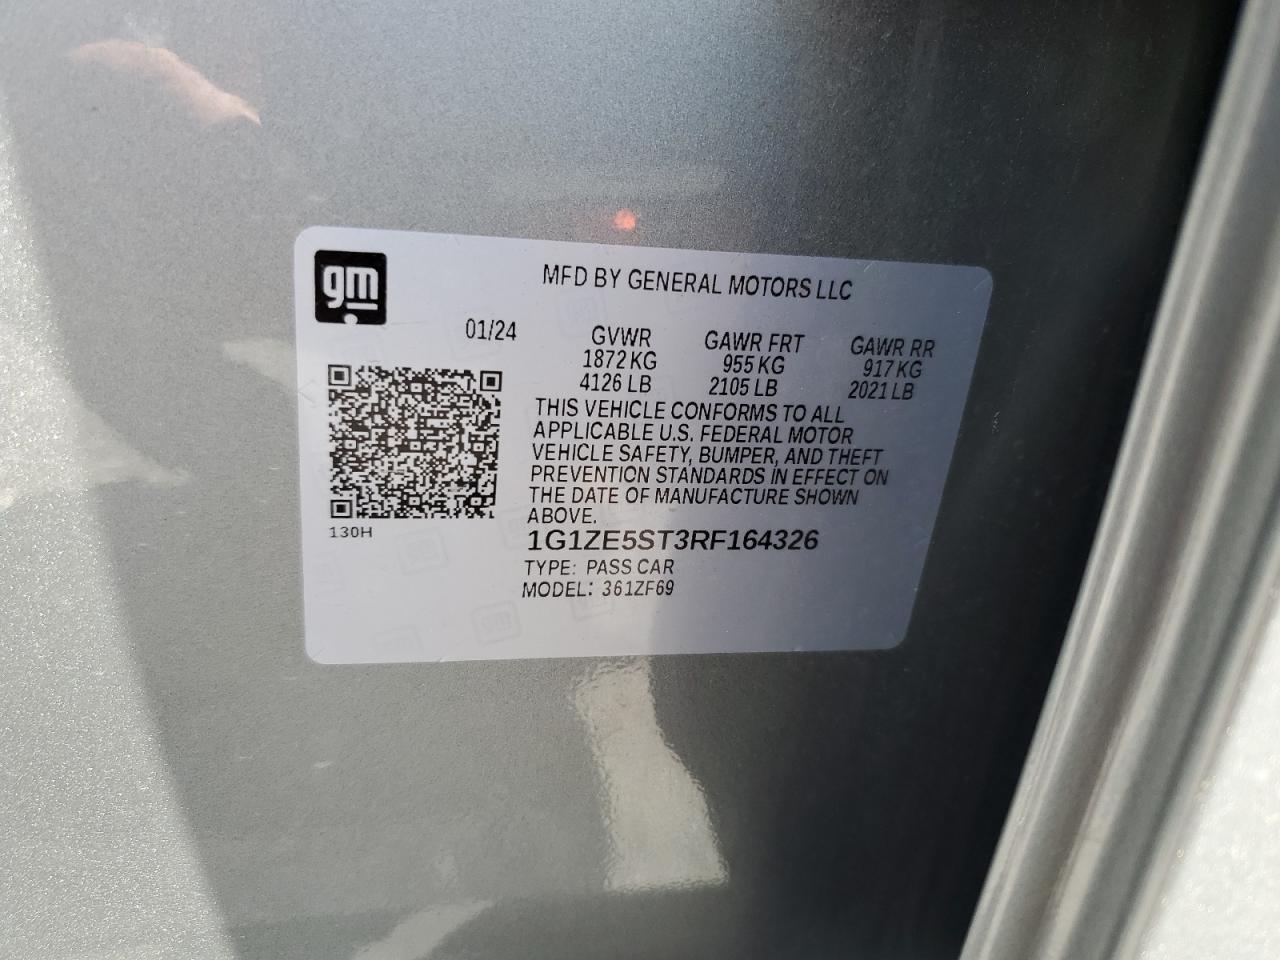 gm
MFD BY GENERAL MOTORS LLC
01/24 GVWR GAWR FRT GAWR RR
1872 KG 955 KG 917 KG
4126 LB 2105 LB 2021 LB
THIS VEHICLE CONFORMS TO ALL
APPLICABLE U.S. FEDERAL MOTOR
VEHICLE SAFETY, BUMPER, AND THEFT
PREVENTION STANDARDS IN EFFECT ON
THE DATE OF MANUFACTURE SHOWN
ABOVE.
130H
1G1ZE5ST3RF164326
TYPE: PASS CAR
MODEL: 361ZF69